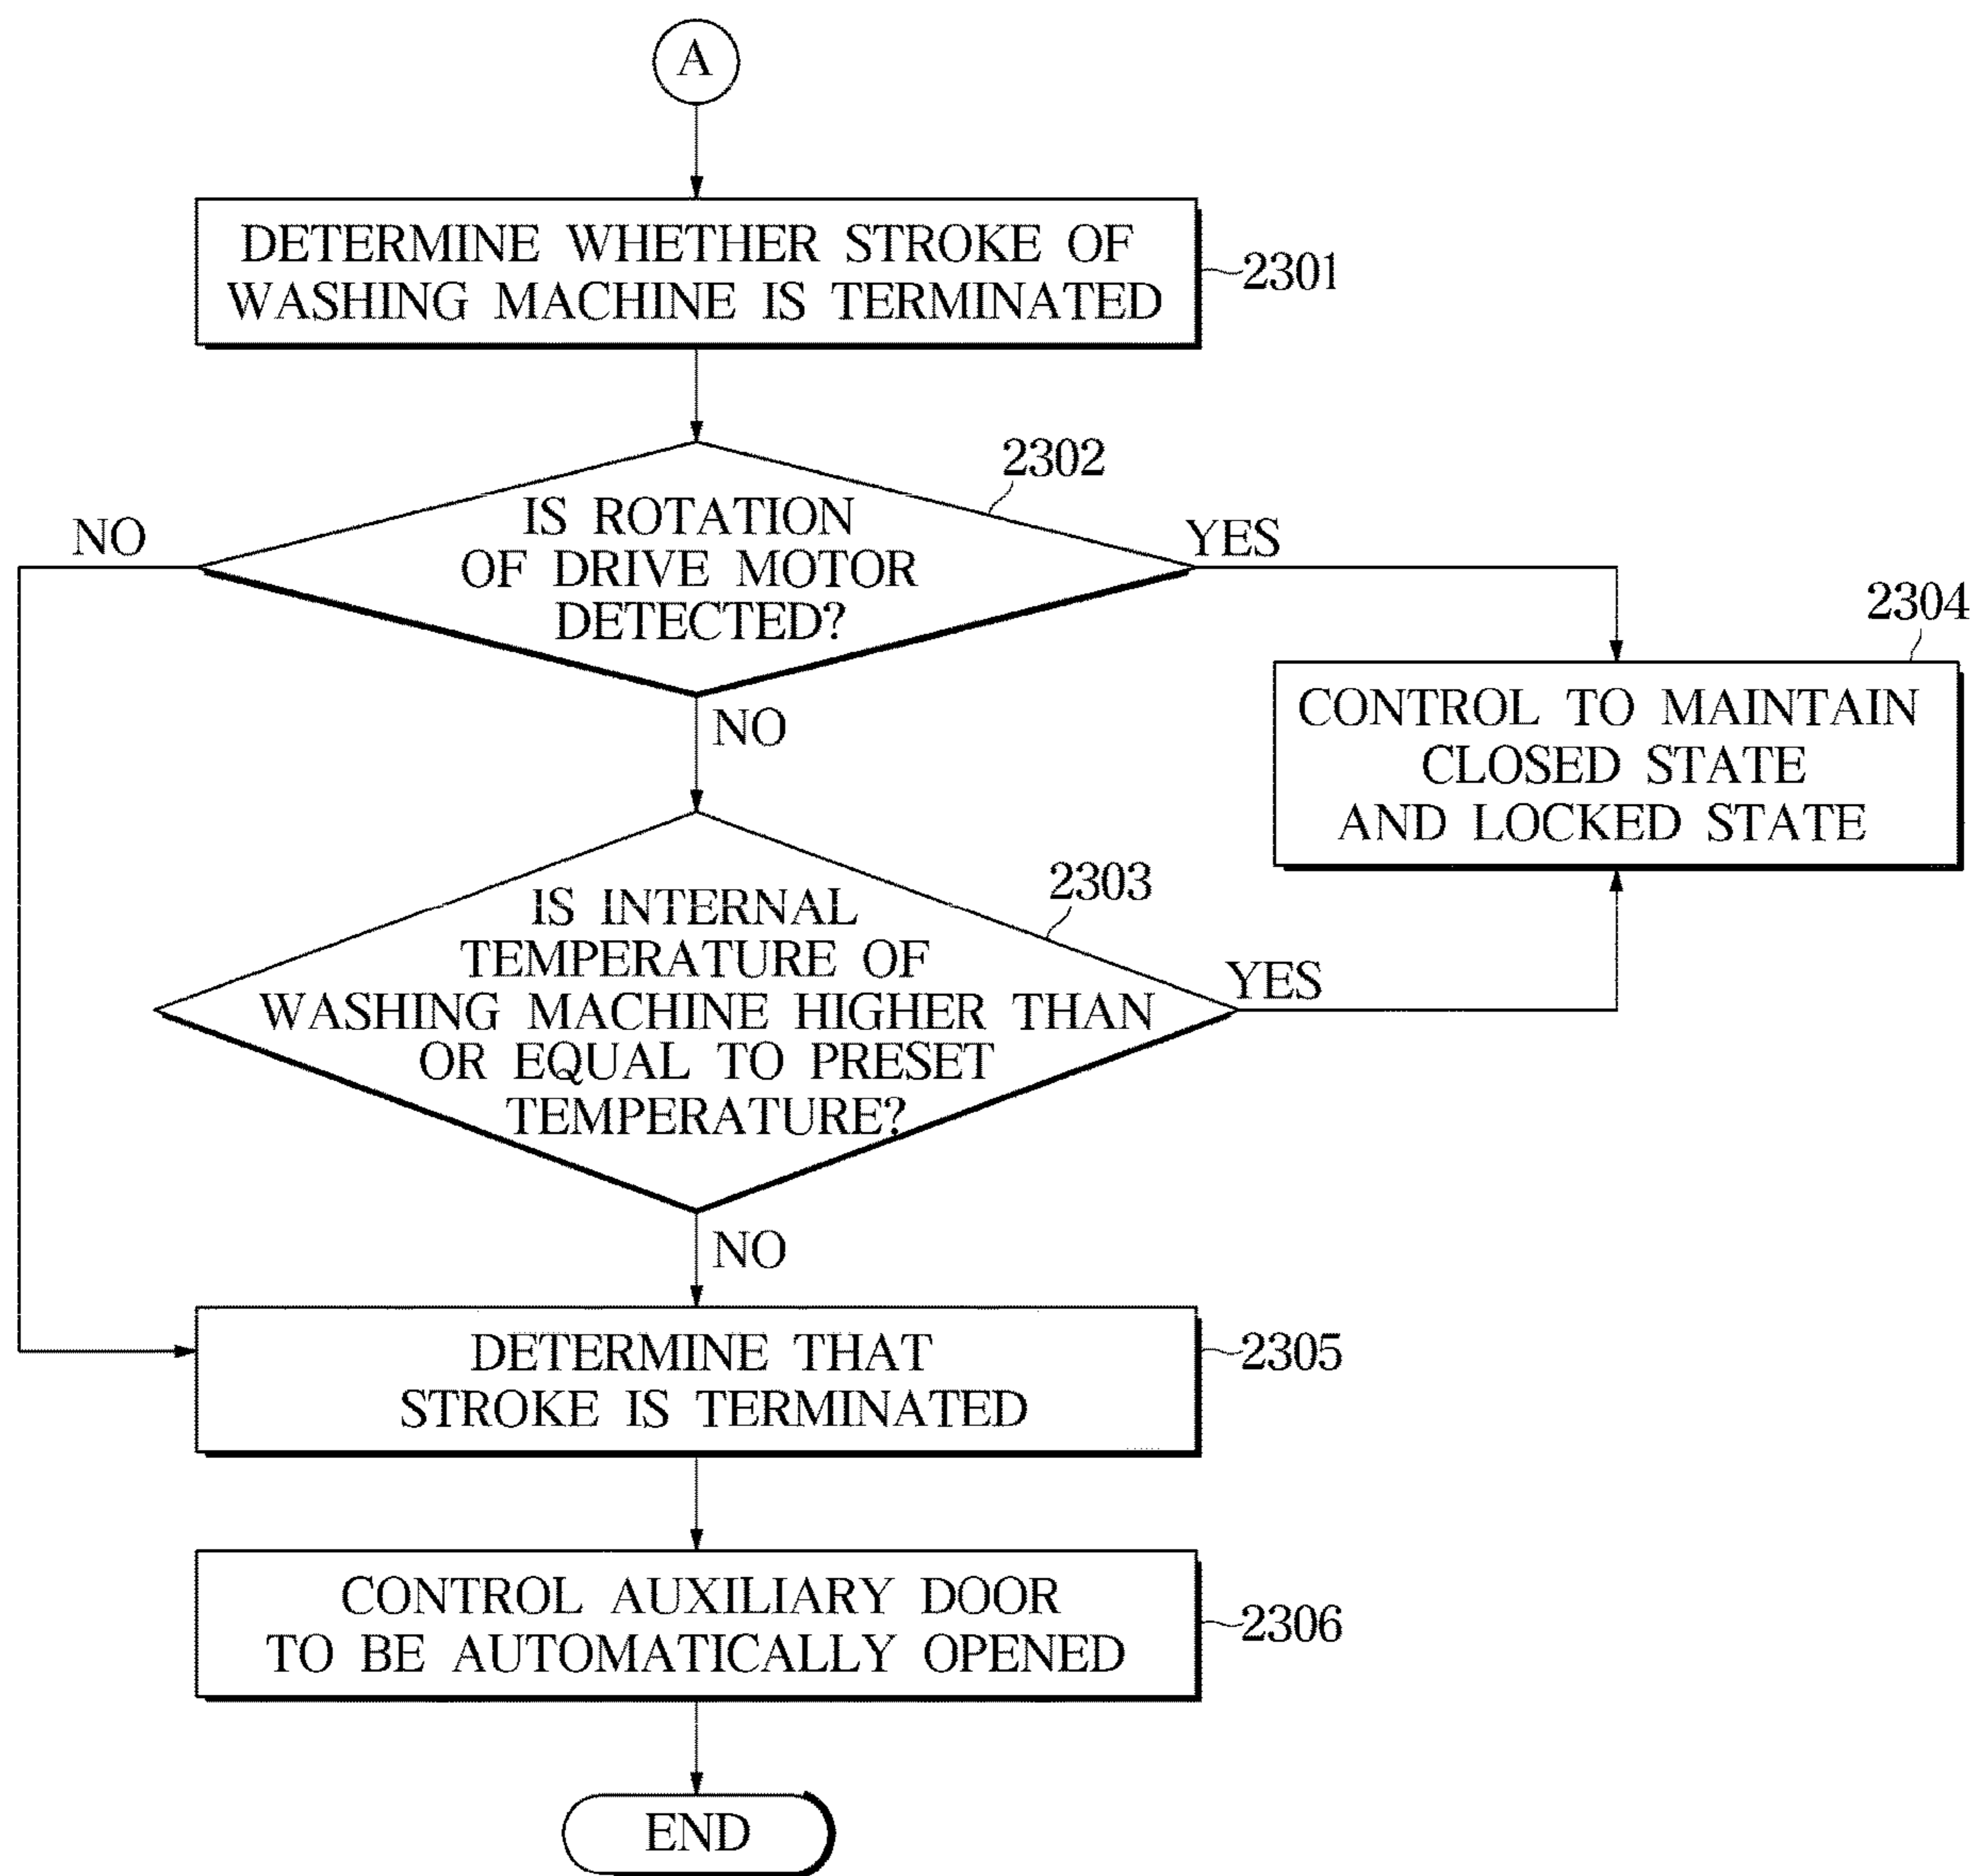 A
DETERMINE WHETHER STROKE OF
WASHING MACHINE IS TERMINATED
2301
2302
IS ROTATION
OF DRIVE MOTOR
DETECTED?
NO
YES
NO
2304
CONTROL TO MAINTAIN
CLOSED STATE
AND LOCKED STATE
2303
IS INTERNAL
TEMPERATURE OF
WASHING MACHINE HIGHER THAN
OR EQUAL TO PRESET
TEMPERATURE?
YES
NO
DETERMINE THAT
STROKE IS TERMINATED
2305
CONTROL AUXILIARY DOOR
TO BE AUTOMATICALLY OPENED
2306
END